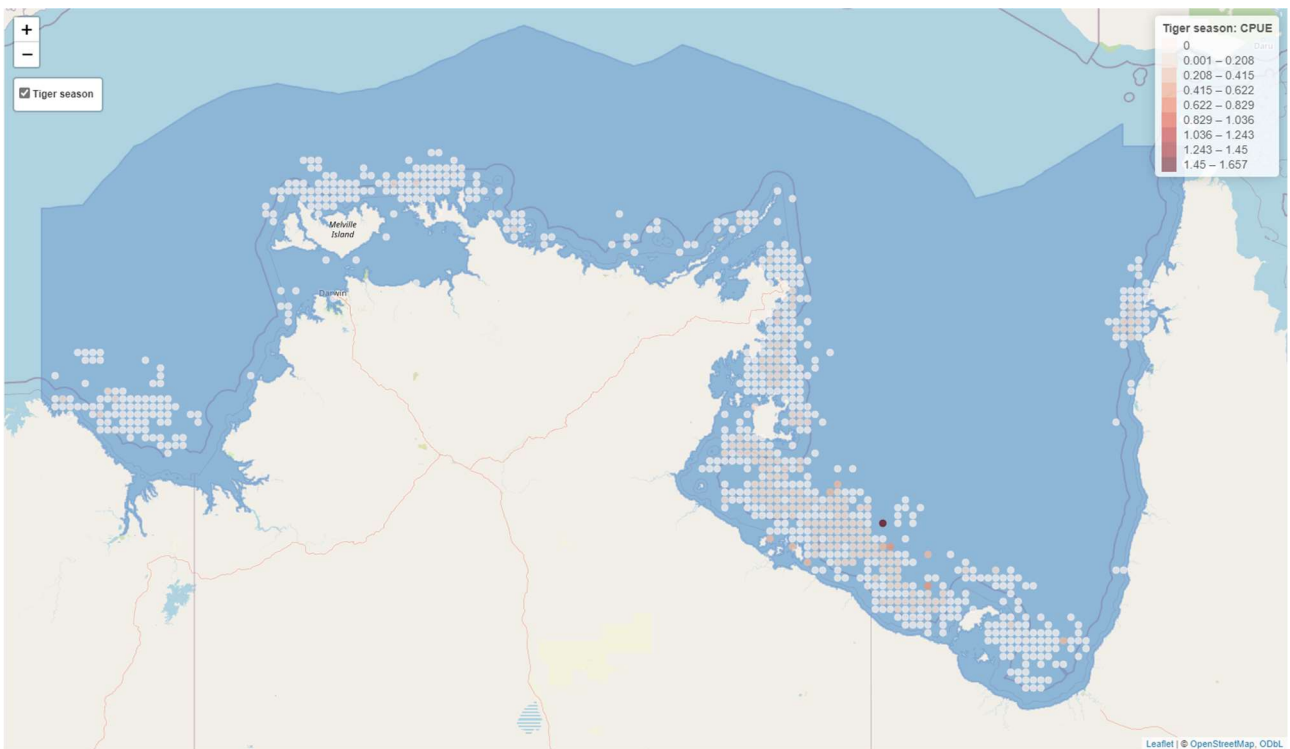 +
−
Tiger season
Tiger season: CPUE
0
0.001 – 0.208
0.208 – 0.415
0.415 – 0.622
0.622 – 0.829
0.829 – 1.036
1.036 – 1.243
1.243 – 1.45
1.45 – 1.657
Daru
Melville
Island
Darwin
Leaflet | © OpenStreetMap, ODbL